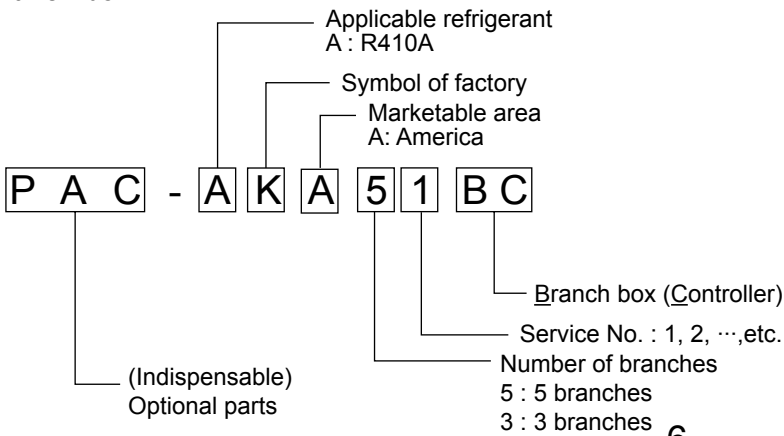 Applicable refrigerant
A : R410A
Symbol of factory
Marketable area
A: America
P A C - A K A 5 1 B C
Branch box (Controller)
Service No. : 1, 2, ···,etc.
Number of branches
5 : 5 branches
3 : 3 branches
(Indispensable)
Optional parts